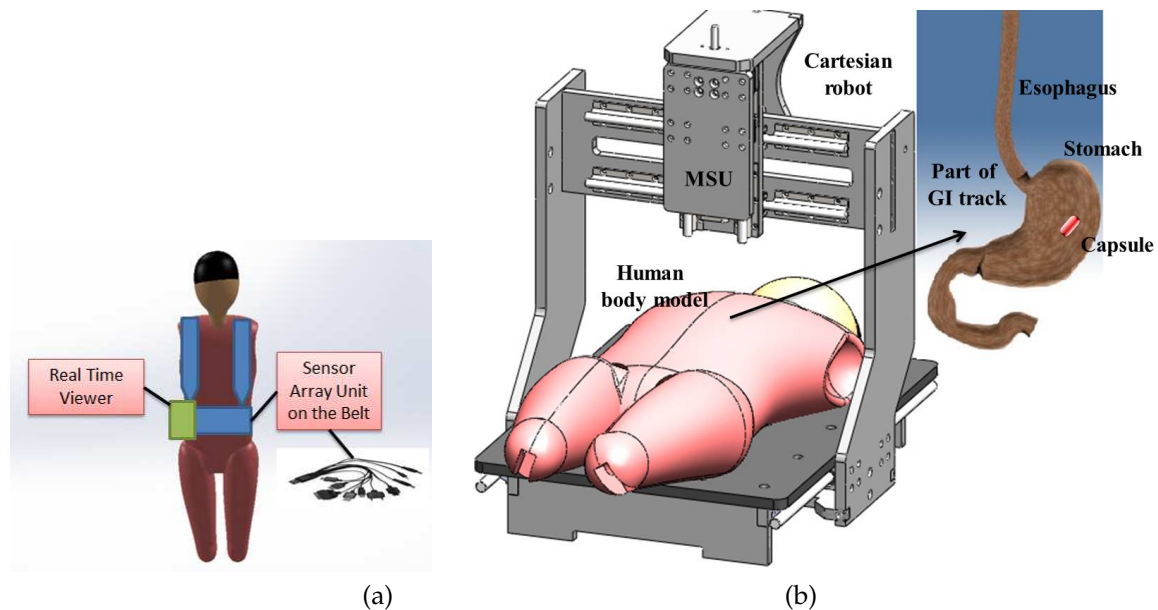 Real Time
Viewer
Sensor
Array Unit
on the Belt
(a)
Cartesian
robot
MSU
Human
body model
Esophagus
Stomach
Part of
GI track
Capsule
(b)